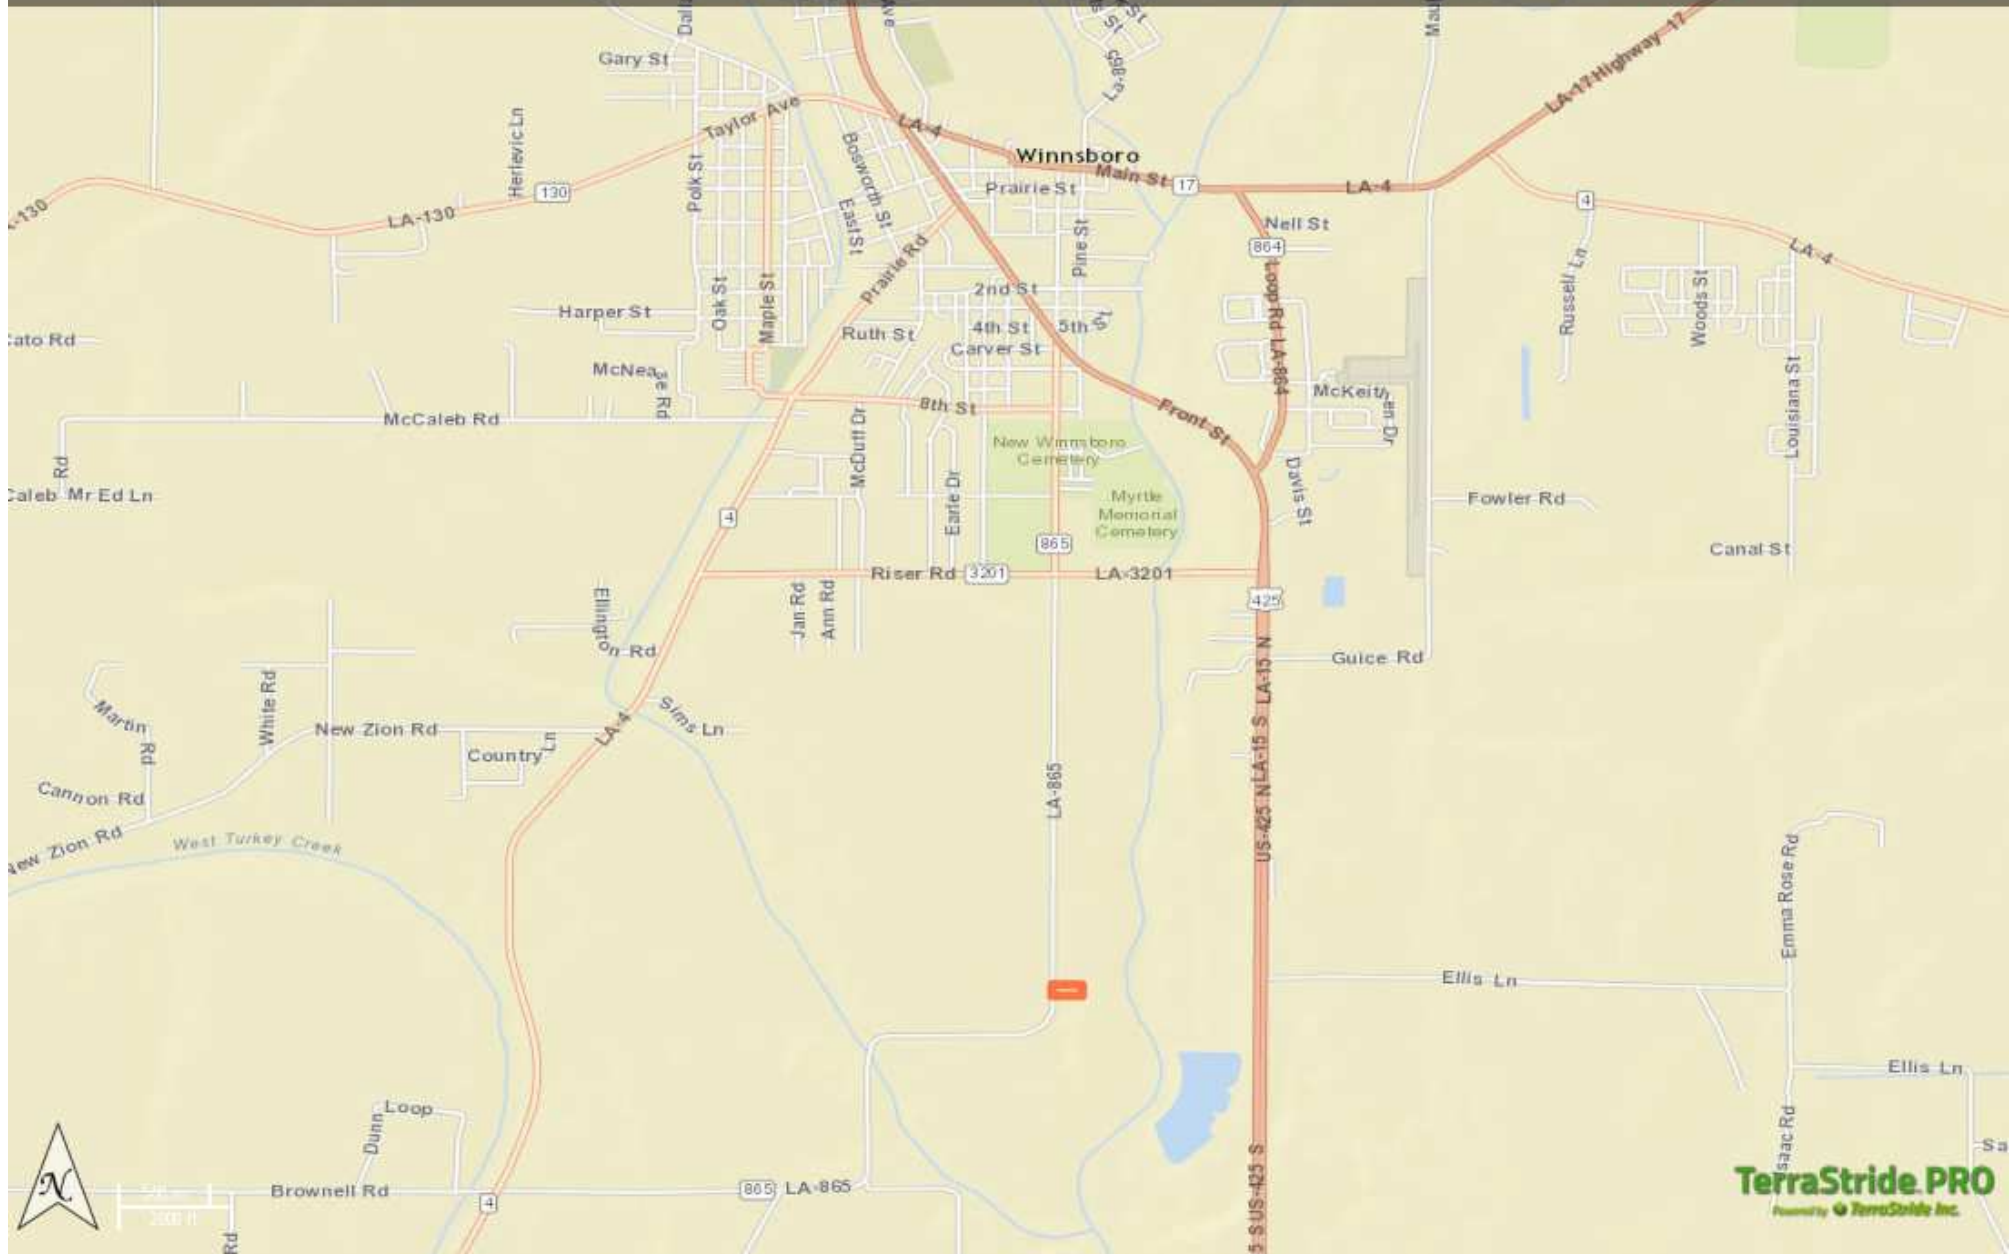 Gary St
Taylor Ave
Herlevic Ln
130
LA-130
Polk St
Bosworth St
East St
LA-4
Winnsboro
Main St
17
LA-4
LA-17 Highway 17
Prairie St
Pine St
Nell St
864
Loop Rd LA-864
4
LA-4
Russell Ln
Woods St
Louisiana St
Prairie Rd
Harper St
Oak St
Maple St
2nd St
Ruth St
4th St
5th St
Carver St
McKeithen Dr
8th St
Front St
McCaleb Rd
McDuff Dr
Earle Dr
New Winnsboro
Cemetery
Myrtle
Memorial
Cemetery
Davis St
Fowler Rd
Canal St
Mr Ed Ln
4
865
Riser Rd
3201
LA-3201
425
Jan Rd
Ann Rd
Ellington Rd
Guice Rd
LA-15 N
LA-15 S
US-425 N
White Rd
Martin Rd
New Zion Rd
Country Ln
LA-4
Sims Ln
Cannon Rd
New Zion Rd
West Turkey Creek
LA-865
Emma Rose Rd
Ellis Ln
Ellis Ln
Isaac Rd
Dunn Loop
Brownell Rd
4
865
LA-865
US-425 S
N
TerraStride PRO
Powered by TerraStride Inc.